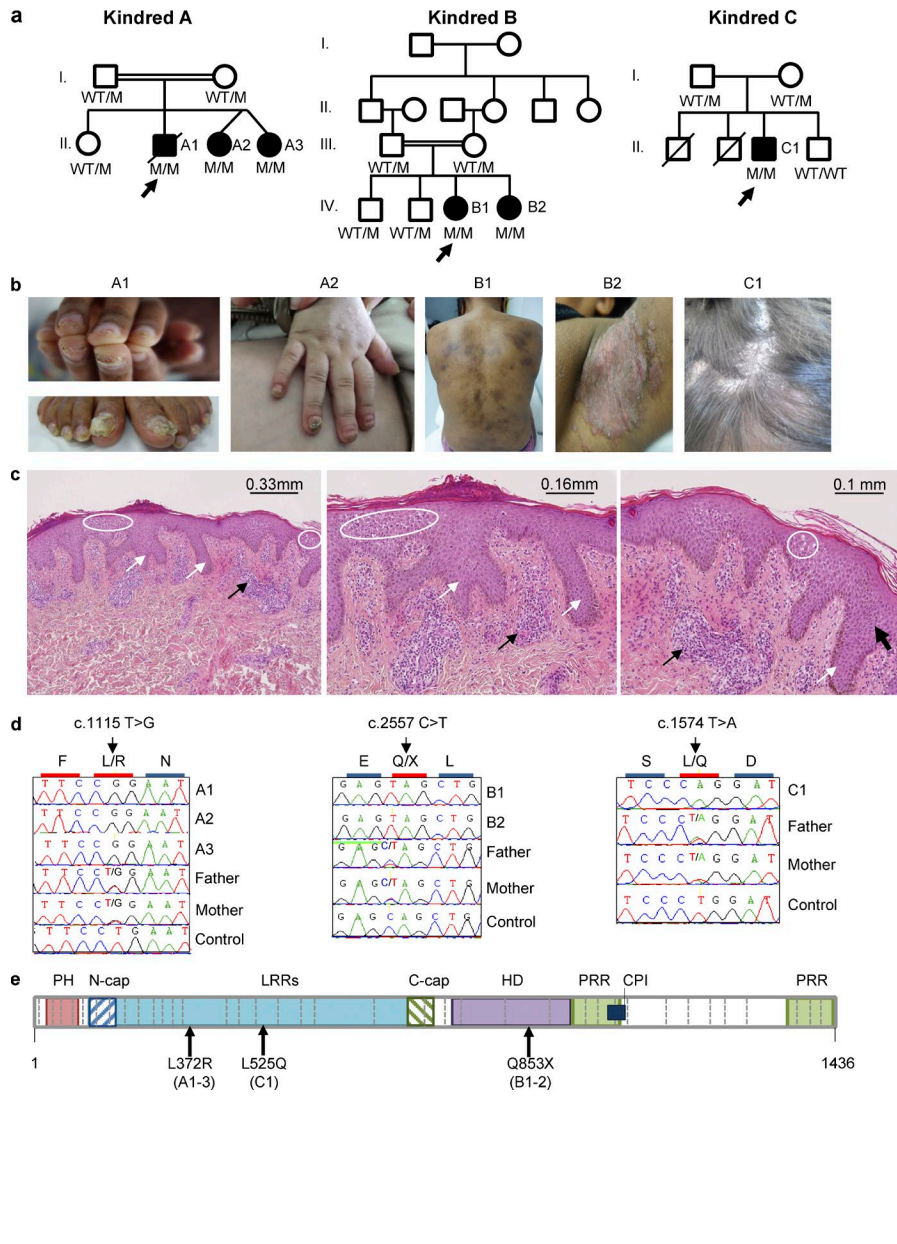 a
Kindred A
Kindred B
Kindred C
I.
WT/M
WT/M
II.
A1
A2
A3
WT/M
M/M
M/M
M/M
I.
II.
III.
WT/M
WT/M
IV.
B1
B2
WT/M
WT/M
M/M
M/M
I.
WT/M
WT/M
II.
C1
M/M
WT/WT
b
A1
A2
B1
B2
C1
c
0.33mm
0.16mm
0.1 mm
d
c.1115 T>G
F L/R N
T T C C G G A A T
A1
T T C C G G A A T
A2
T T C C G G A A T
A3
T T C C T/G G A A T
Father
T T C C T/G G A A T
Mother
T T C C T G A A T
Control
c.2557 C>T
E Q/X L
G A G T A G C T G
B1
G A G T A G C T G
B2
G A G C/T A G C T G
Father
G A G C/T A G C T G
Mother
G A G C A G C T G
Control
c.1574 T>A
S L/Q D
T C C C A G G A T
C1
T C C C T/A G G A T
Father
T C C C T/A G G A T
Mother
T C C C T G G A T
Control
e
PH N-cap LRRs C-cap HD PRR CPI PRR
1
L372R
(A1-3)
L525Q
(C1)
Q853X
(B1-2)
1436